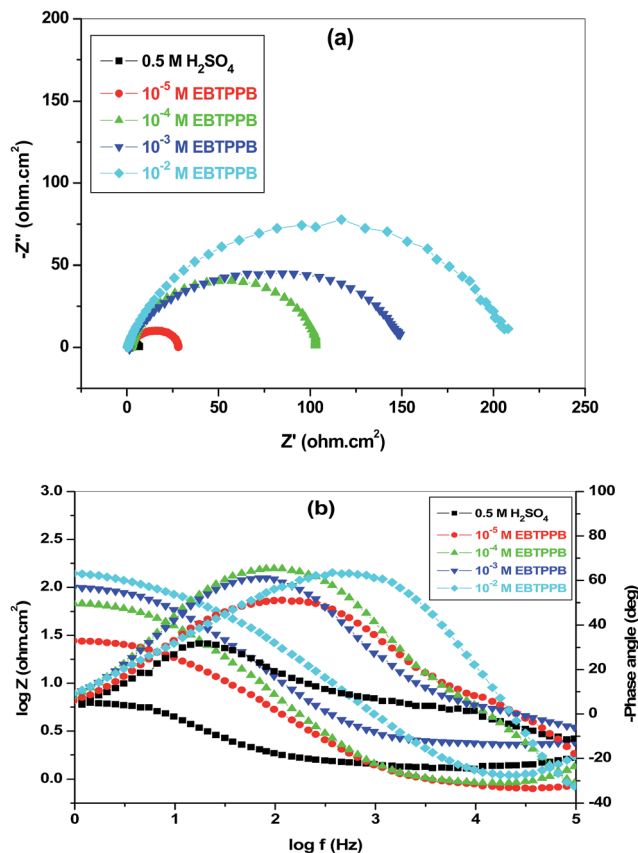 (a)
200
150
100
50
0
-Z" (ohm.cm²)
0.5 M H₂SO₄
10⁻⁵ M EBTPPB
10⁻⁴ M EBTPPB
10⁻³ M EBTPPB
10⁻² M EBTPPB
0 50 100 150 200 250
Z' (ohm.cm²)
(b)
3.0
2.5
2.0
1.5
1.0
0.5
0.0
log Z (ohm.cm²)
0.5 M H₂SO₄
10⁻⁵ M EBTPPB
10⁻⁴ M EBTPPB
10⁻³ M EBTPPB
10⁻² M EBTPPB
100
80
60
40
20
0
-20
-40
-Phase angle (deg)
0 1 2 3 4 5
log f (Hz)